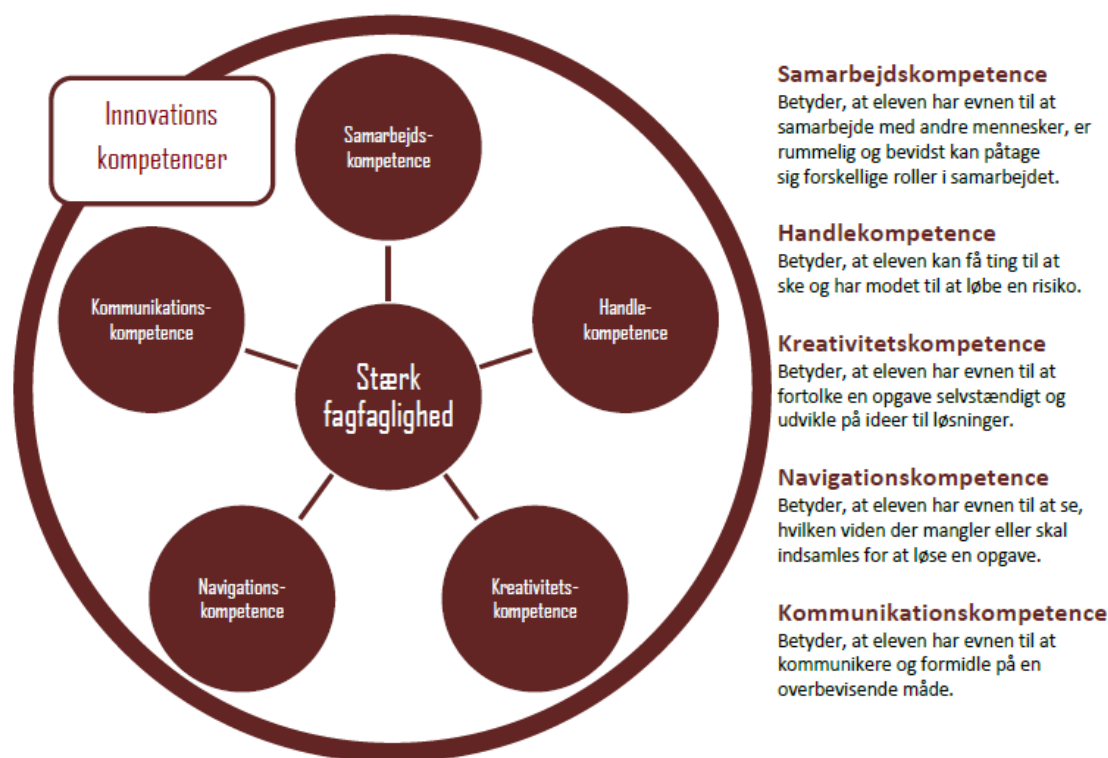 Innovations
kompetencer
Samarbejds-
kompetence
Kommunikations-
kompetence
Handle-
kompetence
Stærk
fagfaglighed
Navigations-
kompetence
Kreativitets-
kompetence
Samarbejdskompetence
Betyder, at eleven har evnen til at
samarbejde med andre mennesker, er
rummelig og bevidst kan påtage
sig forskellige roller i samarbejdet.
Handlekompetence
Betyder, at eleven kan få ting til at
ske og har modet til at løbe en risiko.
Kreativitetskompetence
Betyder, at eleven har evnen til at
fortolke en opgave selvstændigt og
udvikle på ideer til løsninger.
Navigationskompetence
Betyder, at eleven har evnen til at se,
hvilken viden der mangler eller skal
indsamles for at løse en opgave.
Kommunikationskompetence
Betyder, at eleven har evnen til at
kommunikere og formidle på en
overbevisende måde.